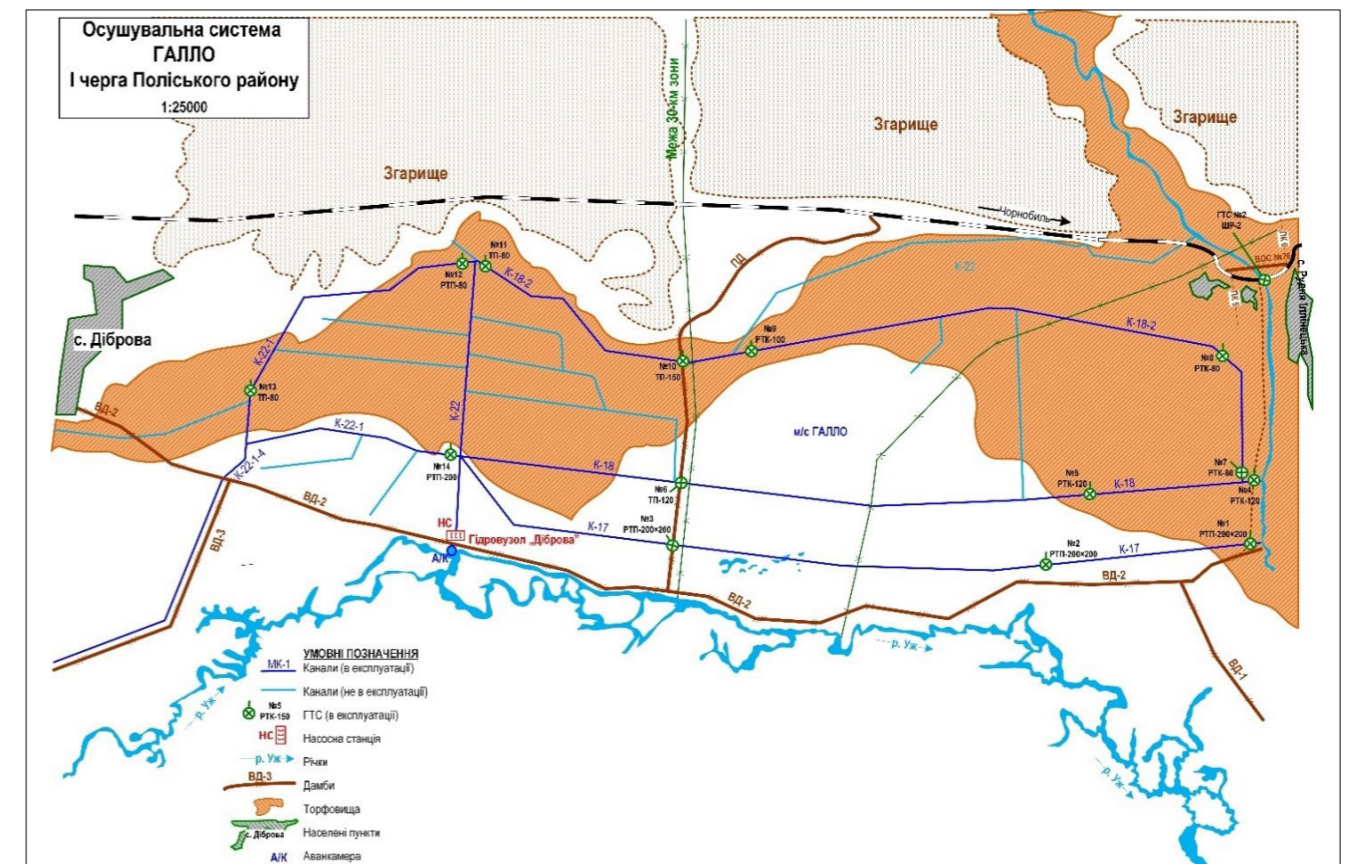 Осушувальна система
ГАЛЛО
І черга Поліського району
1:25000
Межа 30-км зони
Згарище
Згарище
Згарище
Чорнобиль
ГТС №2
ШР-2
ЛК5
ВОС №76
ЛК5
с. Рудня Іллінецька
с. Діброва
№11
ТП-80
№12
РТП-80
К-18-2
ПД
К-22
К-22-1
№13
ТП-80
№9
РТК-100
№10
ТП-150
К-18-2
№8
РТК-80
ВД-2
К-22
К-22-1
м/с ГАЛЛО
К-22-1-4
№14
РТП-200
К-18
№6
ТП-120
№5
РТК-120
К-18
№7
РТК-80
№4
РТК-120
ВД-2
ВД-3
НС
Гідровузол „Діброва"
А/К
К-17
№3
РТП-200×200
№2
РТП-200×200
К-17
№1
РТП-200×200
ВД-2
ВД-2
ВД-1
р. Уж
р. Уж
р. Уж
УМОВНІ ПОЗНАЧЕННЯ
МК-1 Канали (в експлуатації)
Канали (не в експлуатації)
№5
РТК-150 ГТС (в експлуатації)
НС Насосна станція
р. Уж Річки
ВД-3 Дамби
Торфовища
с. Діброва Населені пункти
А/К Аванкамера